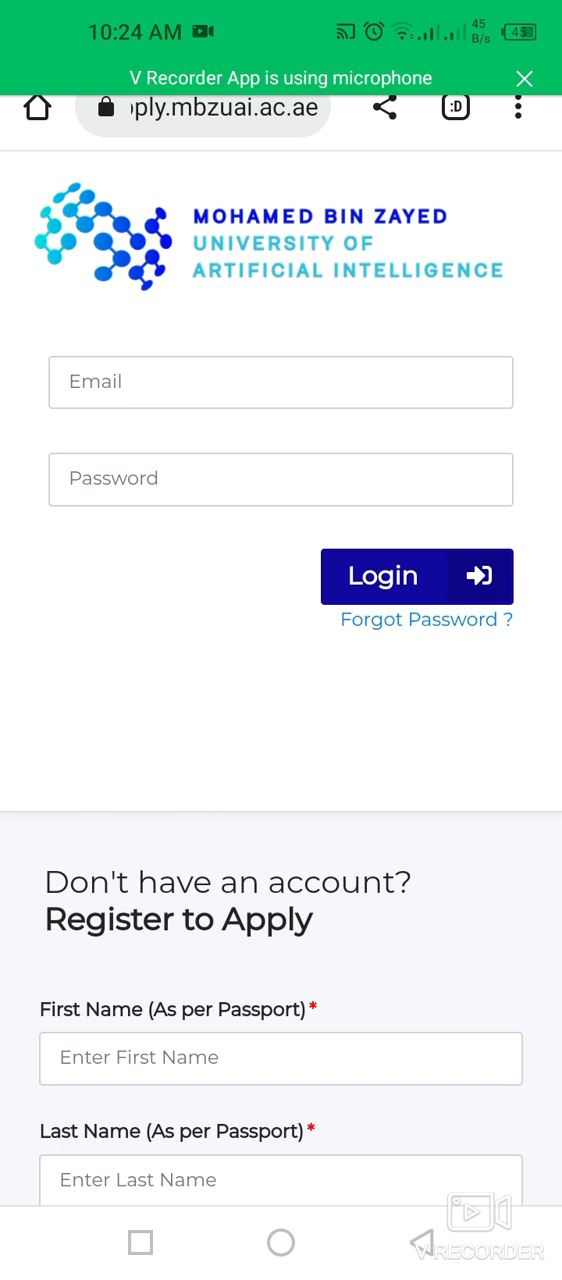 10:24 AM
45
B/s
45
V Recorder App is using microphone
pply.mbzuai.ac.ae
:D
MOHAMED BIN ZAYED
UNIVERSITY OF
ARTIFICIAL INTELLIGENCE
Email
Password
Login
Forgot Password ?
Don't have an account?
Register to Apply
First Name (As per Passport)*
Enter First Name
Last Name (As per Passport)*
Enter Last Name
V RECORDER